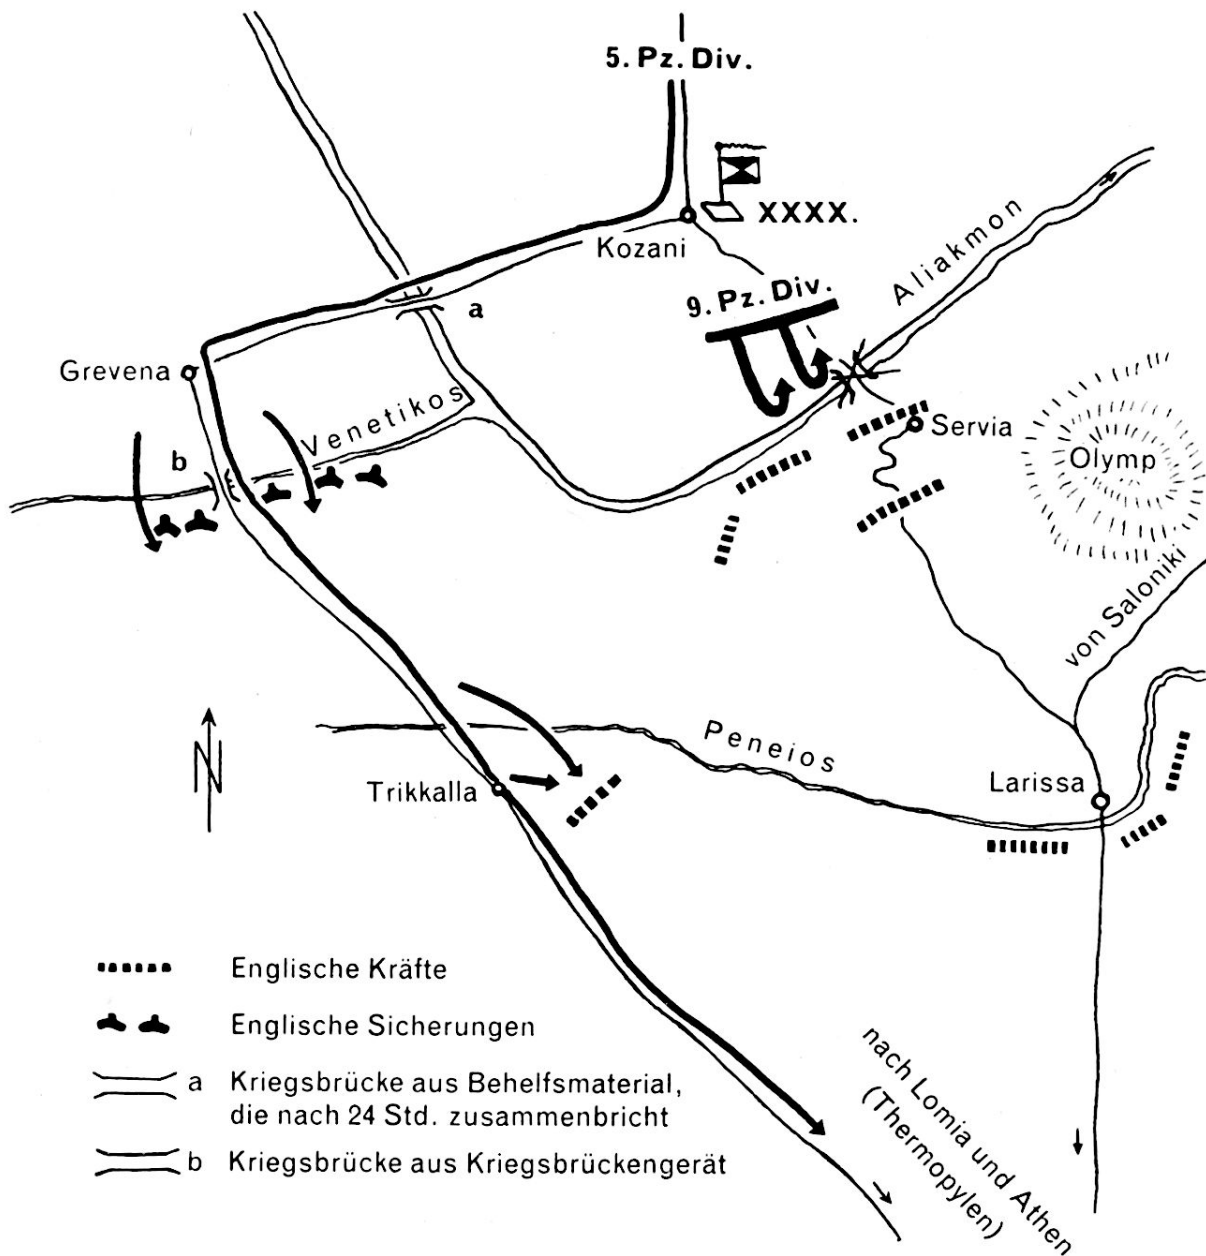 5. Pz. Div.
XXXX.
Kozani
Aliakmon
9. Pz. Div.
a
Grevena
Venetikos
Servia
Olymp
b
von Saloniki
N
Peneios
Trikkalla
Larissa
Englische Kräfte
Englische Sicherungen
a Kriegsbrücke aus Behelfsmaterial,
die nach 24 Std. zusammenbricht
b Kriegsbrücke aus Kriegsbrückengerät
nach Lomia und Athen
(Thermopylen)